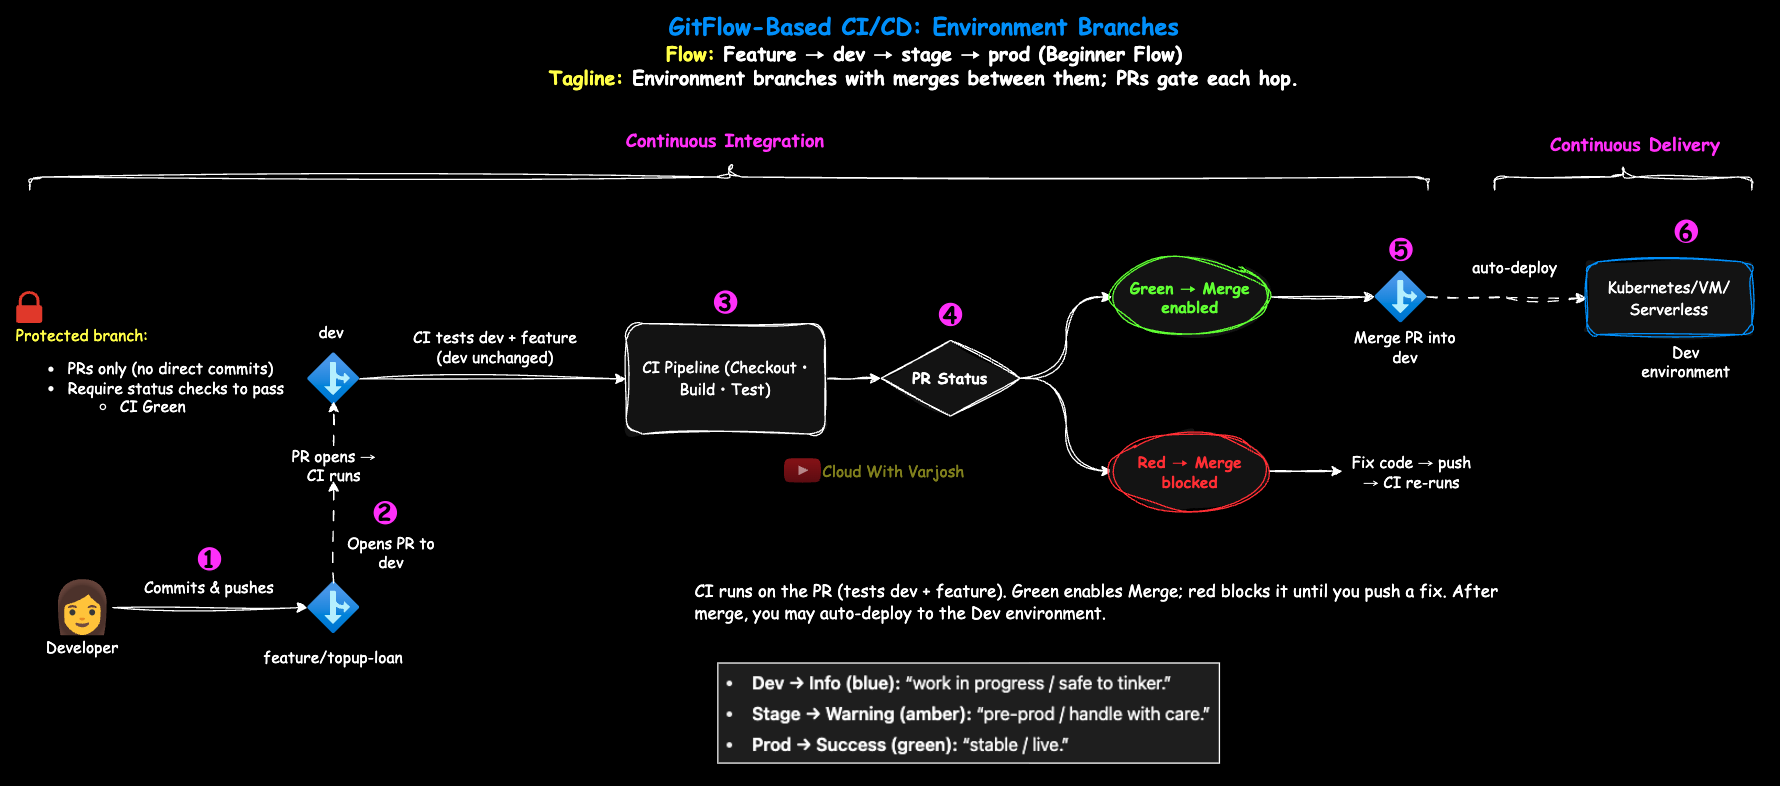 GitFlow-Based CI/CD: Environment Branches
Flow: Feature → dev → stage → prod (Beginner Flow)
Tagline: Environment branches with merges between them; PRs gate each hop.
Continuous Integration
Continuous Delivery
Protected branch:
• PRs only (no direct commits)
• Require status checks to pass
○ CI Green
dev
CI tests dev + feature
(dev unchanged)
❸
CI Pipeline (Checkout •
Build • Test)
❹
PR Status
Green → Merge
enabled
❺
Merge PR into
dev
auto-deploy
❻
Kubernetes/VM/
Serverless
Dev
environment
Red → Merge
blocked
Fix code → push
→ CI re-runs
PR opens →
CI runs
❷
Opens PR to
dev
❶
Commits & pushes
Developer
feature/topup-loan
Cloud With Varjosh
CI runs on the PR (tests dev + feature). Green enables Merge; red blocks it until you push a fix. After
merge, you may auto-deploy to the Dev environment.
• Dev → Info (blue): “work in progress / safe to tinker.”
• Stage → Warning (amber): “pre-prod / handle with care.”
• Prod → Success (green): “stable / live.”